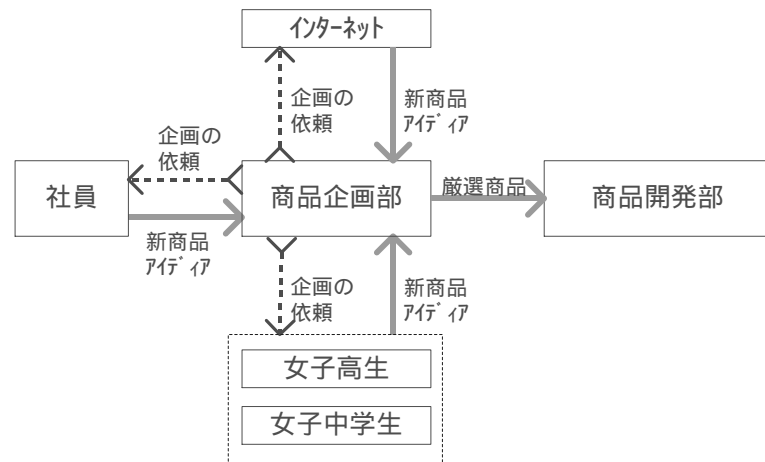 ｲﾝﾀｰﾈｯﾄ
企画の
依頼
新商品
ｱｲﾃﾞｨｱ
企画の
依頼
社員
商品企画部
厳選商品
商品開発部
新商品
ｱｲﾃﾞｨｱ
企画の
依頼
新商品
ｱｲﾃﾞｨｱ
女子高生
女子中学生